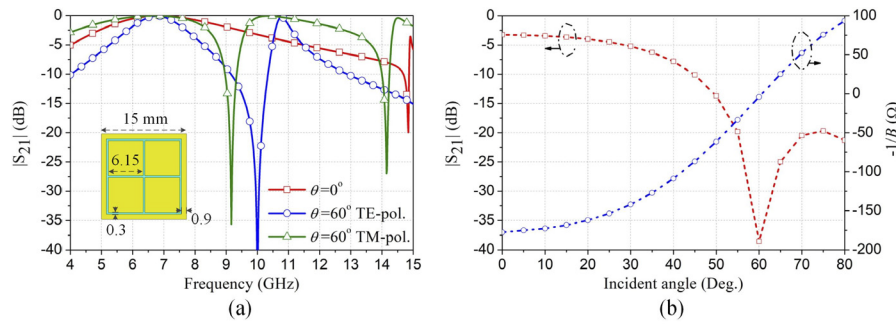 0
-5
-10
-15
-20
-25
-30
-35
-40
|S21| (dB)
15 mm
6.15
0.3
0.9
θ=0°
θ=60° TE-pol.
θ=60° TM-pol.
4 5 6 7 8 9 10 11 12 13 14 15
Frequency (GHz)
(a)
0
-5
-10
-15
-20
-25
-30
-35
-40
|S21| (dB)
100
50
0
-50
-100
-150
-200
-1/B (Ω)
0 10 20 30 40 50 60 70 80
Incident angle (Deg.)
(b)